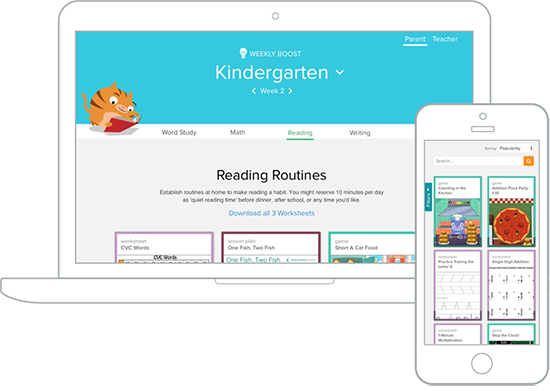 Parent Teacher
WEEKLY BOOST
Kindergarten
Week 2
Word Study Math Reading Writing
Reading Routines
Establish routines at home to make reading a habit. You might reserve 10 minutes per day
as 'quiet reading time' before dinner, after school, or any time you'd like.
Download all 3 Worksheets
worksheet
CVC Words
CVC Words
lesson plan
One Fish, Two Fish
One Fish, Two Fish
game
Short A Cat Food
Sort by Popularity
Search...
Filters
game
Counting in the
Kitchen
game
Addition Pizza Party
1-10
worksheet
Practice Tracing the
Letter A
worksheet
Single-Digit Addition
worksheet
1-Minute
Multiplication
game
Stop the Clock!